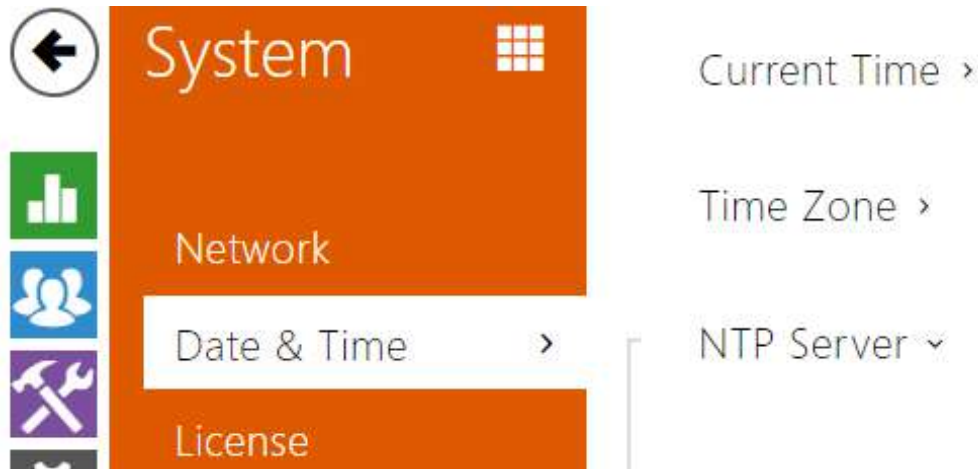 System
Network
Date & Time
License
Current Time
Time Zone
NTP Server